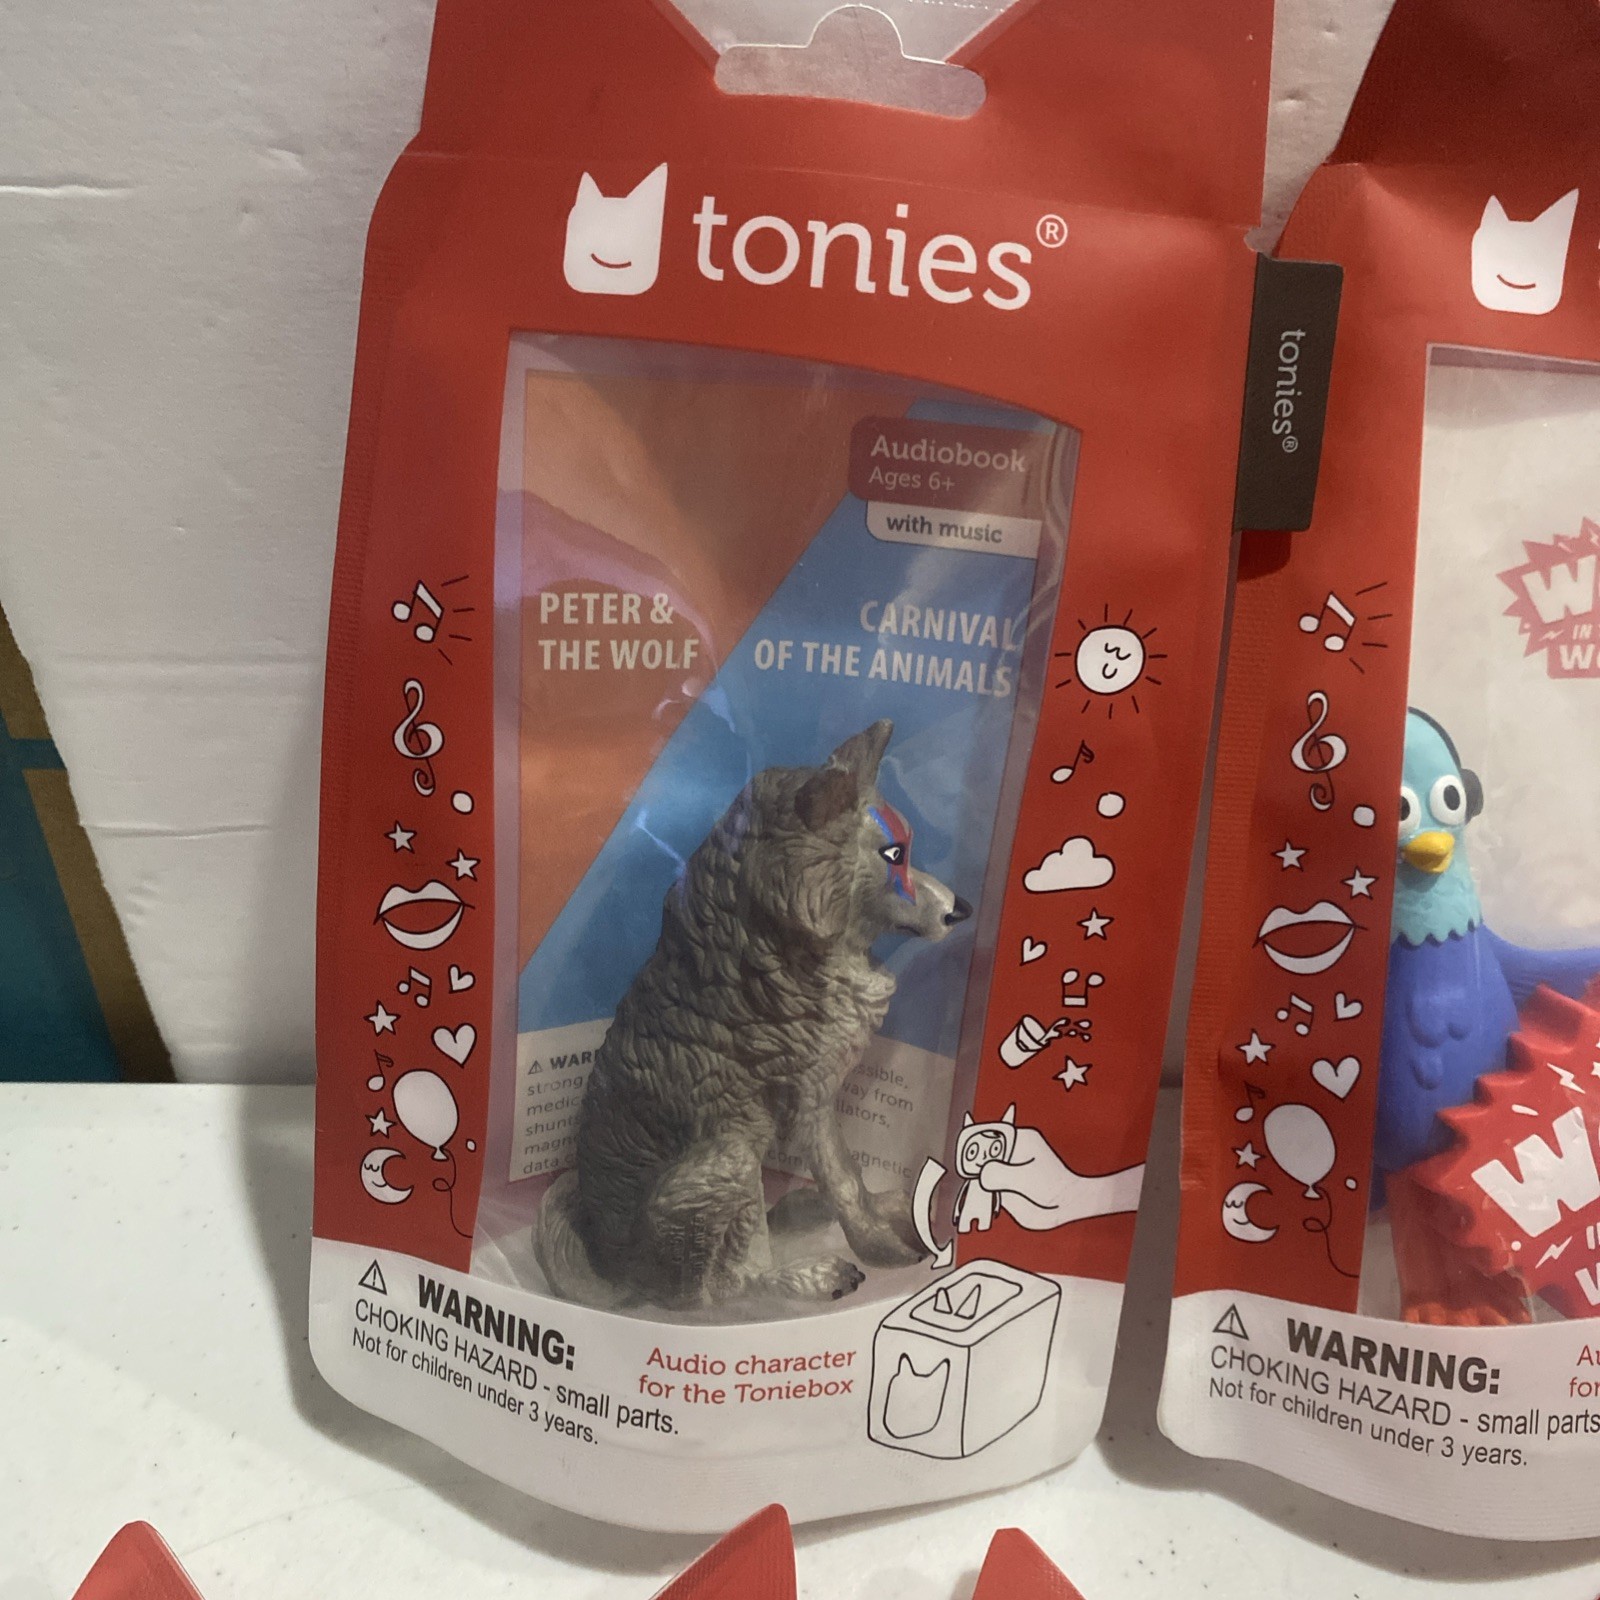 tonies®
Audiobook
Ages 6+
with music
PETER &
THE WOLF
CARNIVAL
OF THE ANIMALS
WARNING:
CHOKING HAZARD - small parts.
Not for children under 3 years.
Audio character
for the Toniebox
tonies®
IN
WARNING:
CHOKING HAZARD - small parts
Not for children under 3 years.